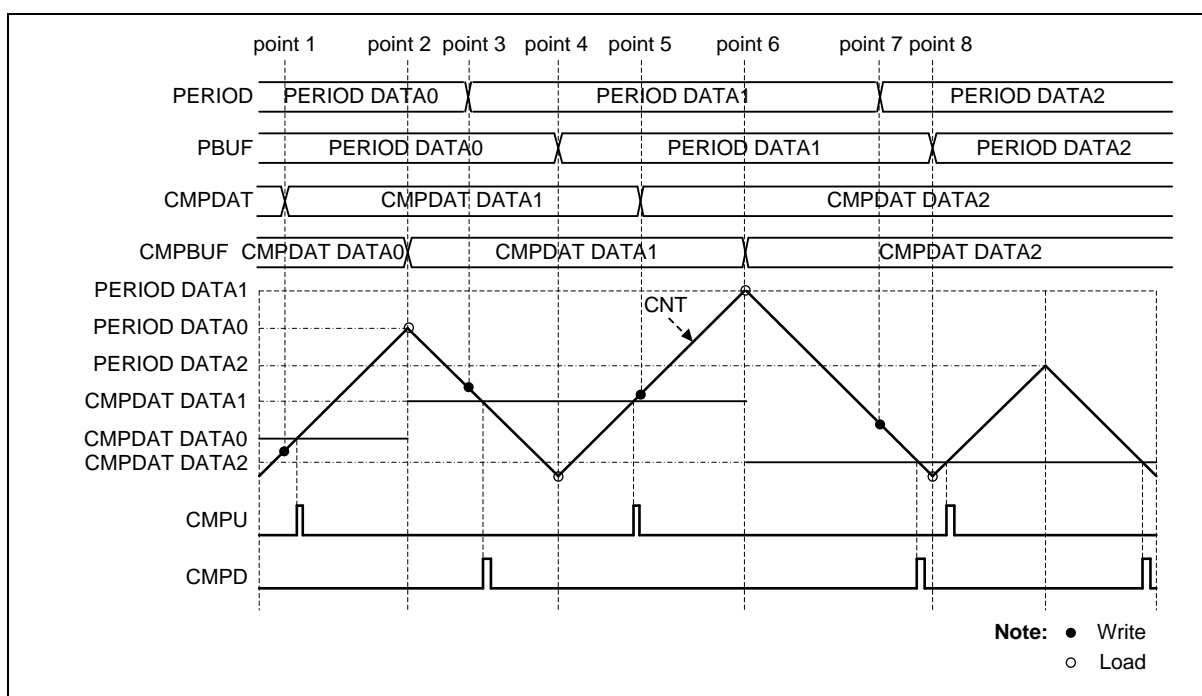 point 1 point 2 point 3 point 4 point 5 point 6 point 7 point 8
PERIOD PERIOD DATA0 PERIOD DATA1 PERIOD DATA2
PBUF PERIOD DATA0 PERIOD DATA1 PERIOD DATA2
CMPDAT CMPDAT DATA1 CMPDAT DATA2
CMPBUF CMPDAT DATA0 CMPDAT DATA1 CMPDAT DATA2
PERIOD DATA1
CNT
PERIOD DATA0
PERIOD DATA2
CMPDAT DATA1
CMPDAT DATA0
CMPDAT DATA2
CMPU
CMPD
Note: ● Write
○ Load